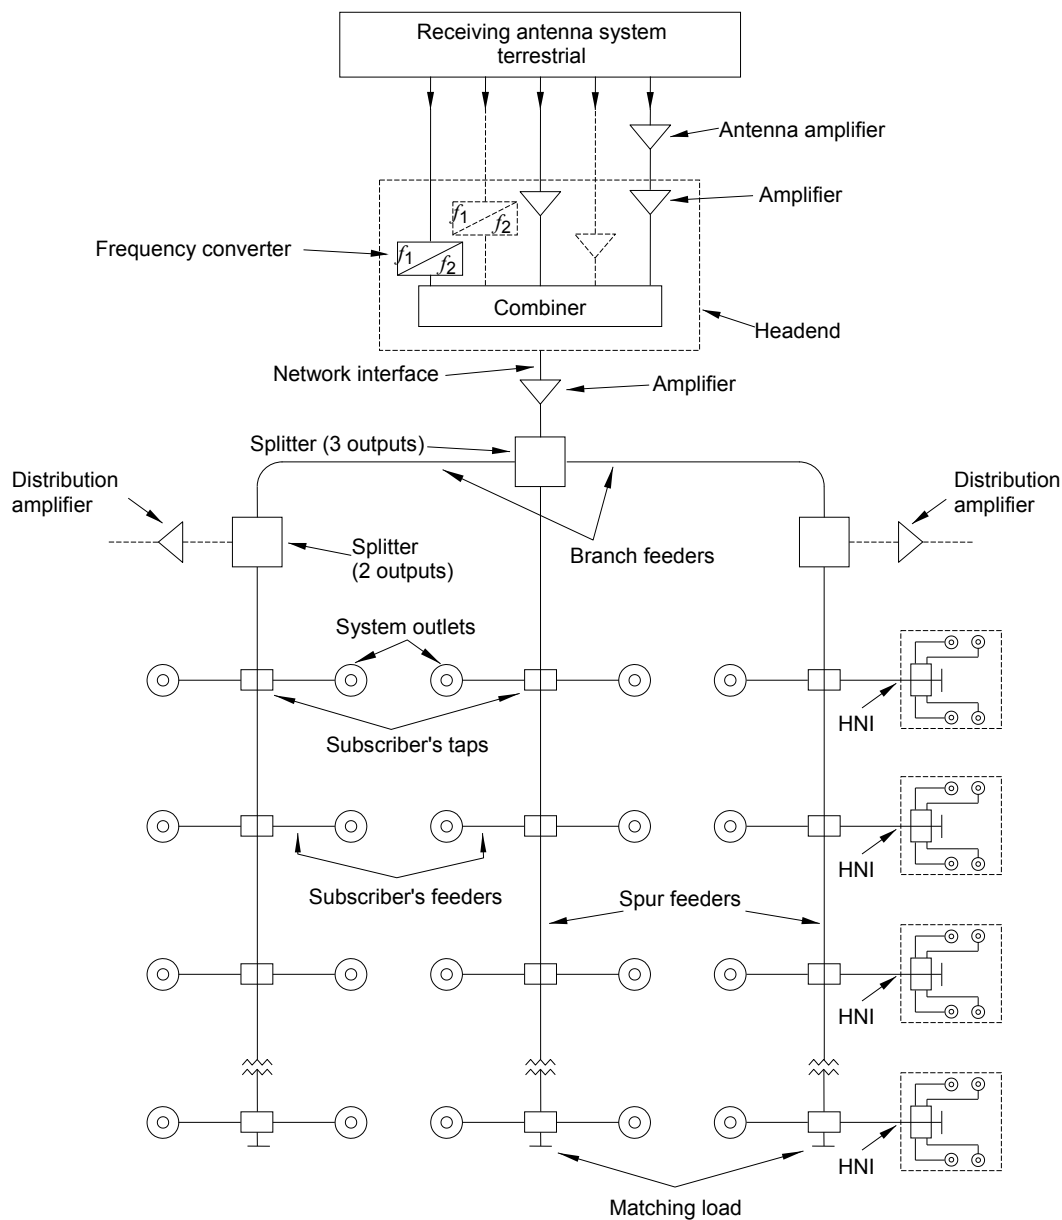 Receiving antenna system
terrestrial
Antenna amplifier
Amplifier
f1
f2
Frequency converter
f1
f2
Combiner
Headend
Network interface
Amplifier
Splitter (3 outputs)
Distribution
amplifier
Distribution
amplifier
Splitter
(2 outputs)
Branch feeders
System outlets
HNI
Subscriber's taps
HNI
Subscriber's feeders
Spur feeders
HNI
HNI
Matching load